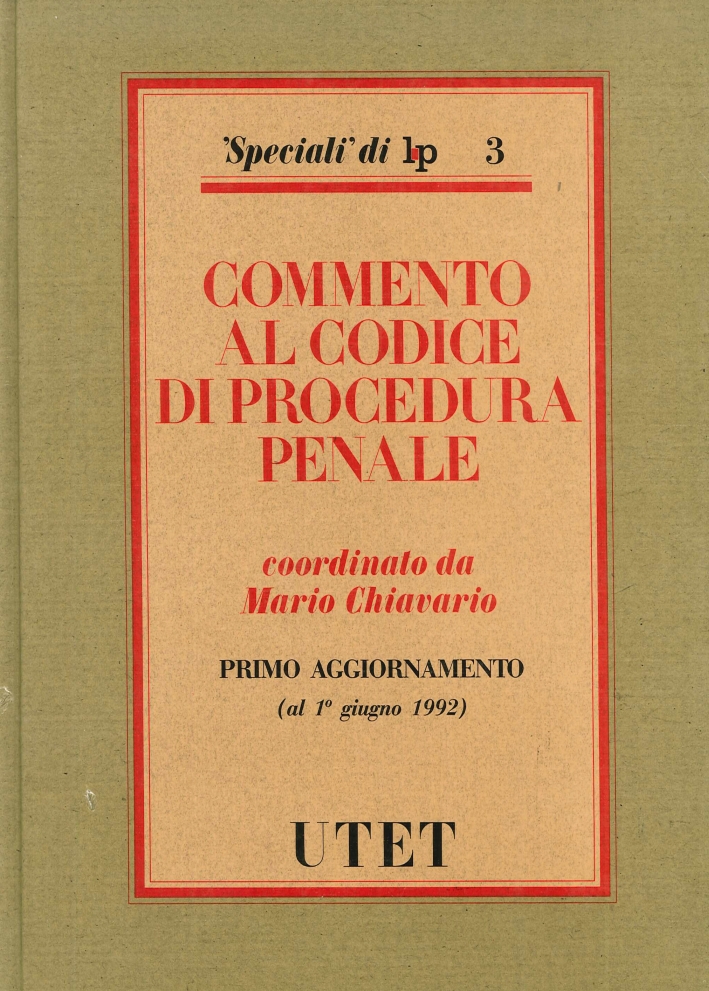 'Speciali' di lp 3
COMMENTO
AL CODICE
DI PROCEDURA
PENALE
coordinato da
Mario Chiavario
PRIMO AGGIORNAMENTO
(al 1º giugno 1992)
UTET